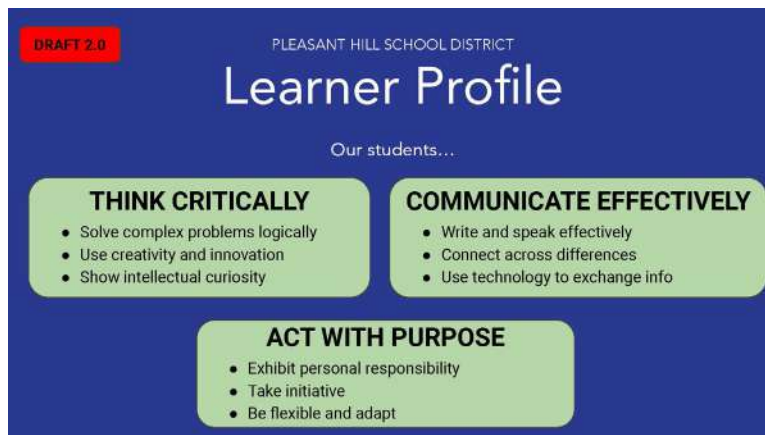 DRAFT 2.0
PLEASANT HILL SCHOOL DISTRICT
Learner Profile
Our students...
THINK CRITICALLY
● Solve complex problems logically
● Use creativity and innovation
● Show intellectual curiosity
COMMUNICATE EFFECTIVELY
● Write and speak effectively
● Connect across differences
● Use technology to exchange info
ACT WITH PURPOSE
● Exhibit personal responsibility
● Take initiative
● Be flexible and adapt